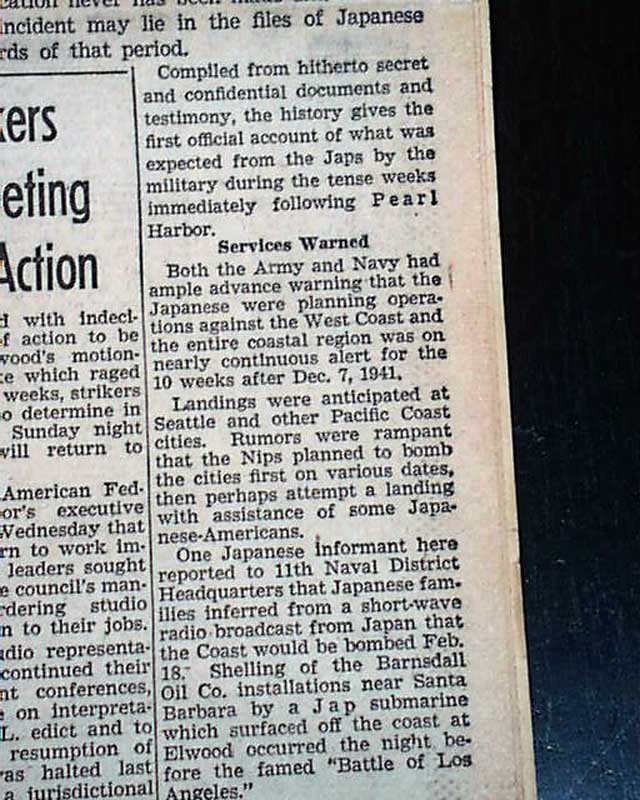 incident may lie in the files of Japanese
rds of that period.
Compiled from hitherto secret
and confidential documents and
testimony, the history gives the
first official account of what was
expected from the Japs by the
military during the tense weeks
immediately following Pearl
Harbor.
Services Warned
Both the Army and Navy had
ample advance warning that the
Japanese were planning opera-
tions against the West Coast and
the entire coastal region was on
nearly continuous alert for the
10 weeks after Dec. 7, 1941.
Landings were anticipated at
Seattle and other Pacific Coast
cities. Rumors were rampant
that the Nips planned to bomb
the cities first on various dates,
then perhaps attempt a landing
with assistance of some Japa-
nese-Americans.
One Japanese informant here
reported to 11th Naval District
Headquarters that Japanese fam-
ilies inferred from a short-wave
radio broadcast from Japan that
the Coast would be bombed Feb.
18. Shelling of the Barnsdall
Oil Co. installations near Santa
Barbara by a Jap submarine
which surfaced off the coast at
Elwood occurred the night be-
fore the famed "Battle of Los
Angeles."
kers
eting
Action
d with indeci-
f action to be
wood's motion-
ke which raged
weeks, strikers
o determine in
Sunday night
will return to
American Fed-
or's executive
Wednesday that
rn to work im-
leaders sought
e council's man-
rdering studio
n to their jobs.
udio representa-
continued their
nt conferences,
e on interpreta-
L. edict and to
resumption of
as halted last
a jurisdictional